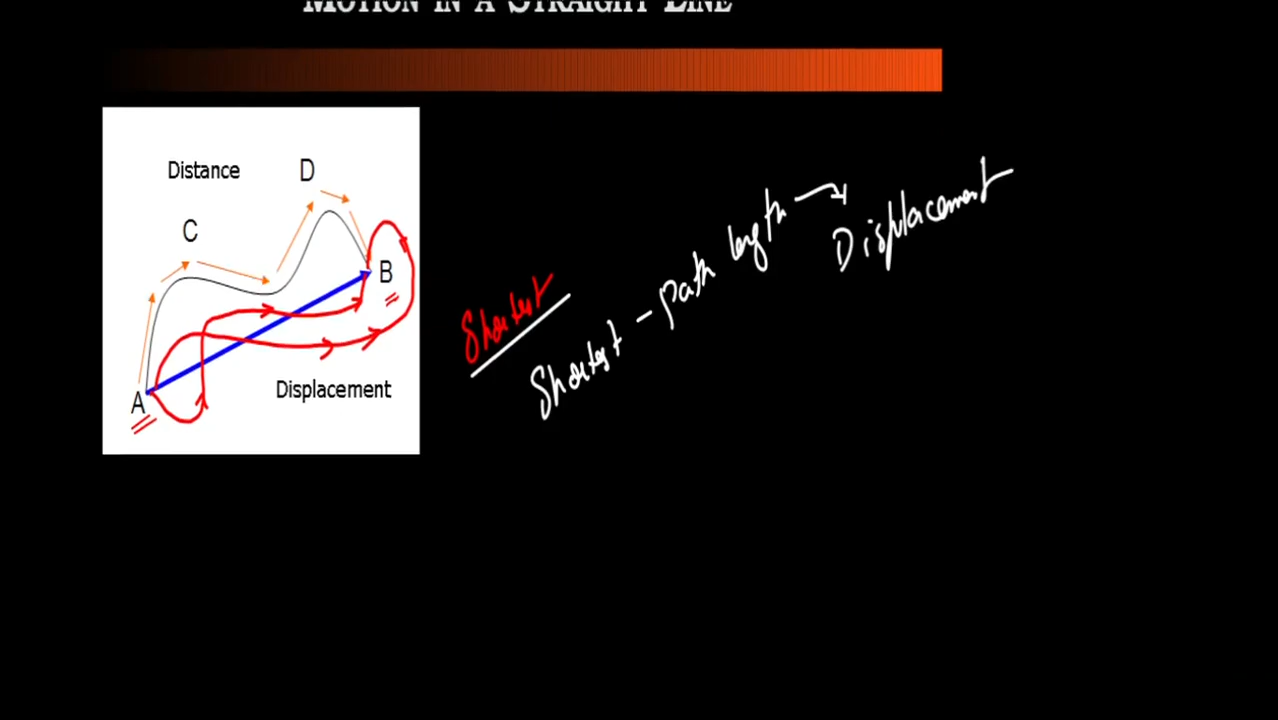 MOTION IN A STRAIGHT LINE
Distance
D
C
B
A
Displacement
Shortest
Shortest - path length → Displacement